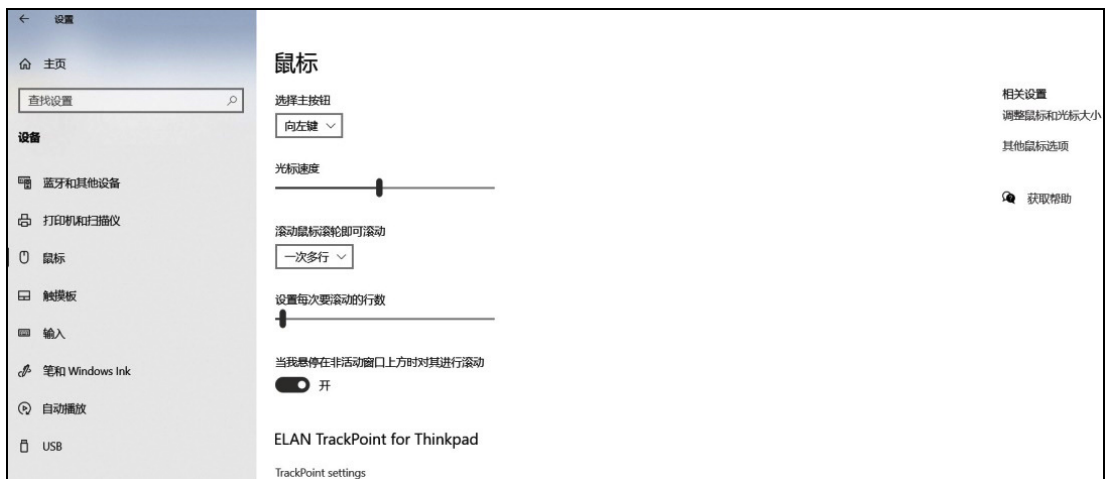 设置
主页
查找设置
设备
蓝牙和其他设备
打印机和扫描仪
鼠标
触摸板
输入
笔和 Windows Ink
自动播放
USB
鼠标
选择主按钮
向左键
光标速度
滚动鼠标滚轮即可滚动
一次多行
设置每次要滚动的行数
当我悬停在非活动窗口上方时对其进行滚动
开
ELAN TrackPoint for Thinkpad
TrackPoint settings
相关设置
调整鼠标和光标大小
其他鼠标选项
获取帮助